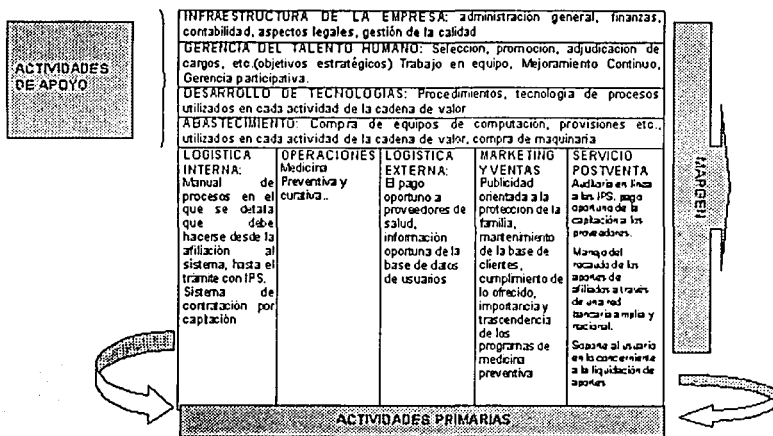 INFRAESTRUCTURA DE LA EMPRESA: administración general, finanzas,
contabilidad, aspectos legales, gestión de la calidad
GERENCIA DEL TALENTO HUMANO: Selección, promoción, adjudicación de
cargos, etc.(objetivos estratégicos) Trabajo en equipo, Mejoramiento Continuo,
Gerencia participativa.
DESARROLLO DE TECNOLOGIAS: Procedimientos, tecnologia de procesos
utilizados en cada actividad de la cadena de valor
ABASTECIMIENTO: Compra de equipos de computación, provisiones etc.,
utilizados en cada actividad de la cadena de valor, compra de maquinaria
ACTIVIDADES
DE APOYO
LOGISTICA
INTERNA:
Manual de
procesos en el
que se detalla
que debe
hacerse desde la
afiliación al
sistema, hasta el
trámite con IPS.
Sistema de
contratación por
captación
OPERACIONES
Medicina
Preventiva y
curativa..
LOGISTICA
EXTERNA:
El pago
oportuno a
proveedores de
salud,
información
oportuna de la
base de datos
de usuarios
MARKETING
Y VENTAS
Publicidad
orientada a la
protección de la
familia,
mantenimiento
de la base de
clientes,
cumplimiento de
lo ofrecido,
importancia y
trascendencia
de los
programas de
medicina
preventiva
SERVICIO
POSTVENTA
Auditoria en linea
a las IPS, pago
oportuno de la
captación a los
proveedores.
Manejo del
recaudo de los
aportes de
afiliados a través
de una red
bancaria amplia y
nacional.
Soporte al usuario
en lo concerniente
a la liquidación de
aportes
MARGEN
ACTIVIDADES PRIMARIAS